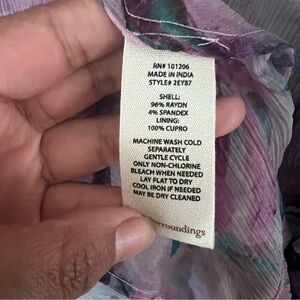 RN# 101206
MADE IN INDIA
STYLE# 2EY87
SHELL:
96% RAYON
4% SPANDEX
LINING:
100% CUPRO
MACHINE WASH COLD
SEPARATELY
GENTLE CYCLE
ONLY NON-CHLORINE
BLEACH WHEN NEEDED
LAY FLAT TO DRY
COOL IRON IF NEEDED
MAY BE DRY CLEANED
urroundings